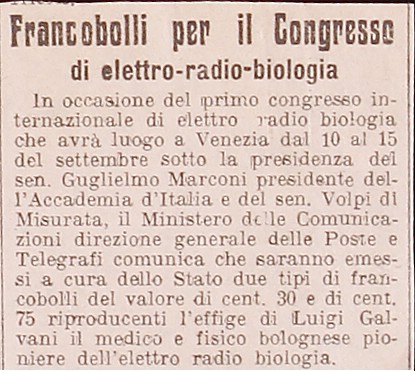 Francobolli per il Congresso
di elettro-radio-biologia
In occasione del primo congresso in-
ternazionale di elettro radio biologia
che avrà luogo a Venezia dal 10 al 15
del settembre sotto la presidenza del
sen. Guglielmo Marconi presidente del-
l'Accademia d'Italia e del sen. Volpi di
Misurata, il Ministero delle Comunica-
zioni direzione generale delle Poste e
Telegrafi comunica che saranno emes-
si a cura dello Stato due tipi di fran-
cobolli del valore di cent. 30 e di cent.
75 riproducenti l'effige di Luigi Gal-
vani il medico e fisico bolognese pio-
niere dell'elettro radio biologia.